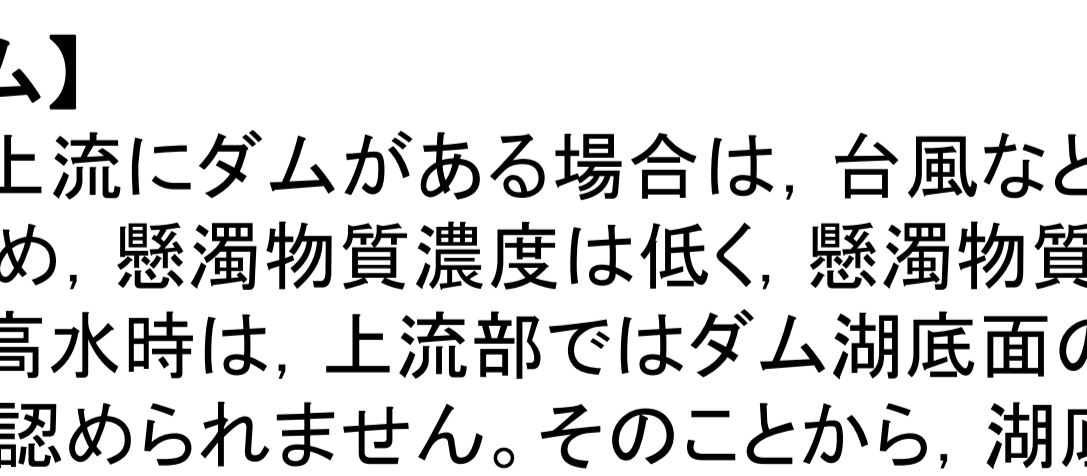 ム】
上流にダムがある場合は，台風など
め，懸濁物質濃度は低く，懸濁物質
高水時は，上流部ではダム湖底面の
認められません。そのことから，湖底